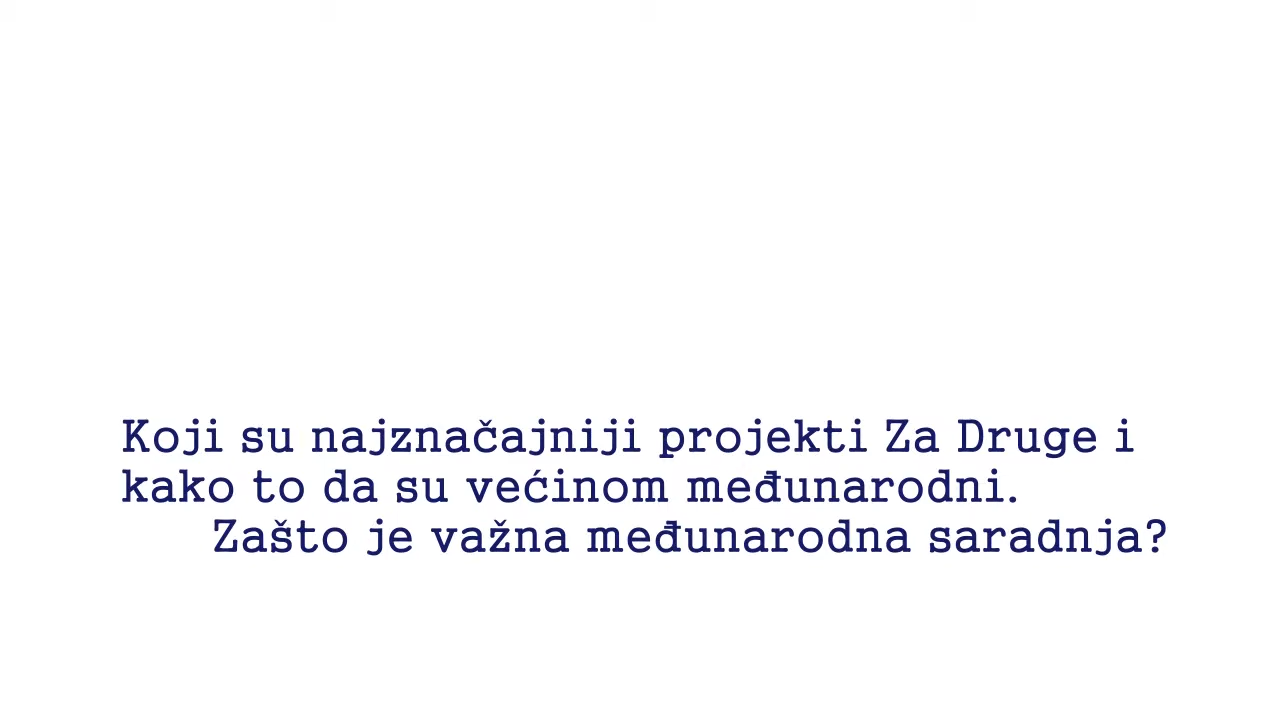 Koji su najznačajniji projekti Za Druge i
kako to da su većinom međunarodni.
Zašto je važna međunarodna saradnja?